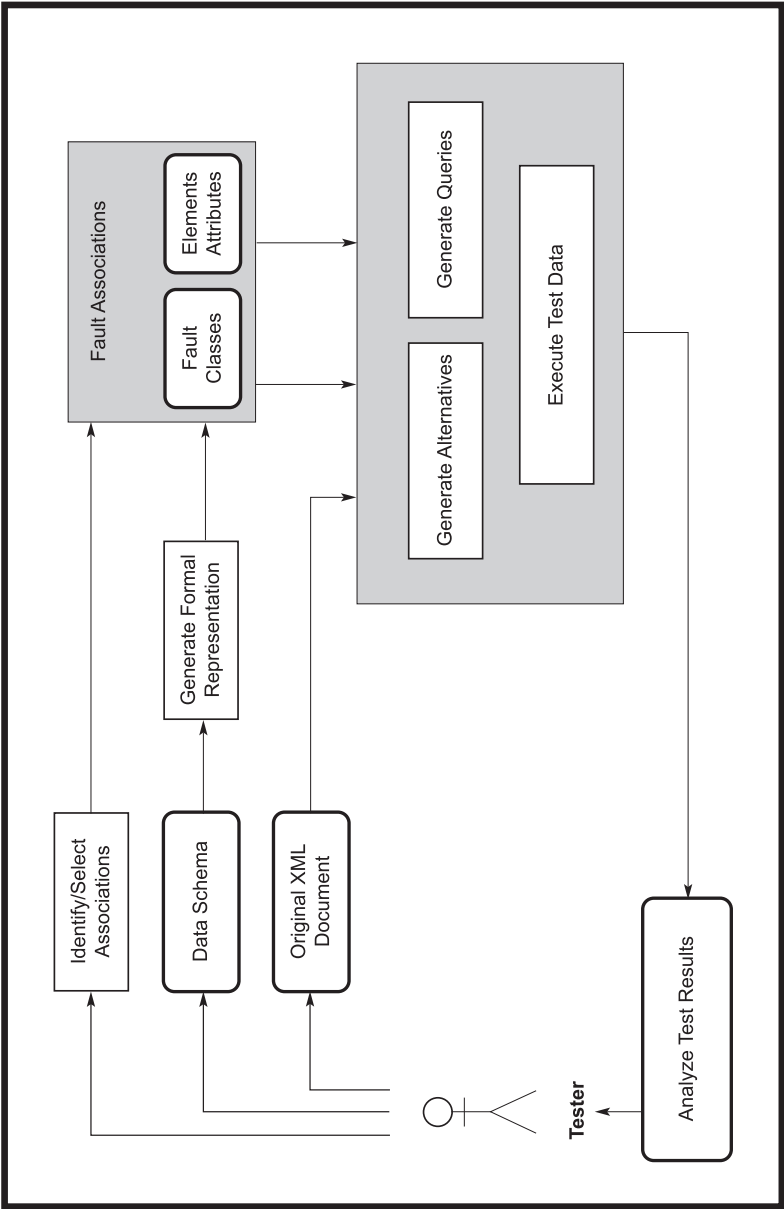 Identify/Select
Associations
Data Schema
Original XML
Document
Tester
Generate Formal
Representation
Fault Associations
Fault
Classes
Elements
Attributes
Generate Alternatives
Generate Queries
Execute Test Data
Analyze Test Results